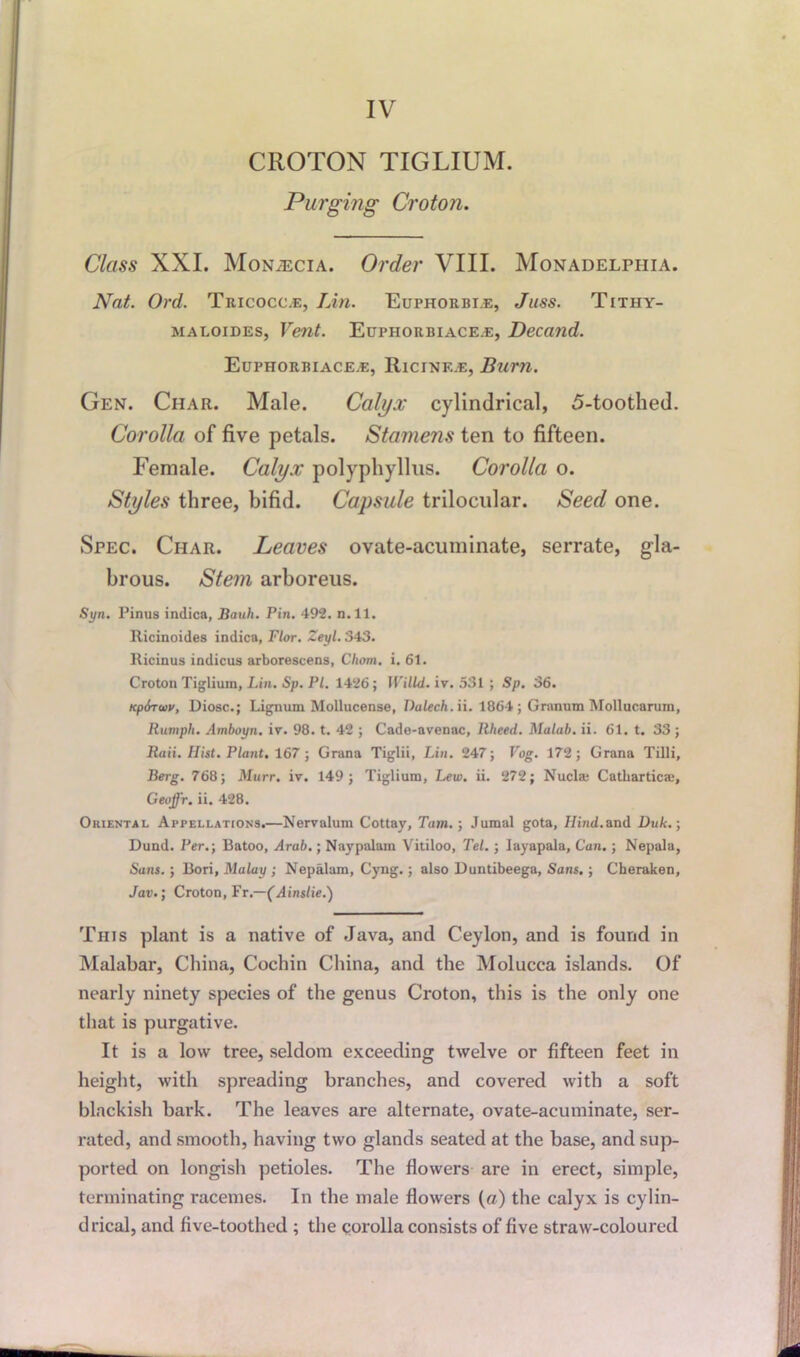 IV
CROTON TIGLIUM.
Purging Croton.
Class XXI. MONÆCIA. Order VIII. MONADELPHIA.
Nat. Ord. TRICOCCÆ, Lin. EUPHORBIÆ, Juss. TITHY-
MALOIDES, Vent. EUPHORBIACEÆ, Decand.
EUPHORBIACEÆ, RICINEÆ, Burn.
GEN. CHAR. Male. Calyx cylindrical, 5-toothed.
Corolla of five petals. Stamens ten to fifteen.
Female. Calyx polyphyllus. Corolla o.
Styles three, bifid. Capsule trilocular. Seed one.
SPEC. CHAR. Leaves ovate-acuminate, serrate, gla-
brous. Stem arboreus.
Syn. Pinus indica, Bauh. Pin. 492. n. 11.
Ricinoides indica, Flor. Zeyl. 343.
Ricinus indicus arborescens, Chom. i. 61.
Croton Tiglium, Lin. Sp. Pl. 1426; Willd. iv. 531 ; Sp. 36.
κρότων, Diosc.; Lignum Mollucense, Dalech. ii. 1864; Granum Mollucarum,
Rumph. Amboyn. iv. 98. t. 42 ; Cade-avenac, Rheed. Malab. ii. 61. t. 33 ;
Raii. Hist. Plant. 167 ; Grana Tiglii, Lin. 247; Vog. 172; Grana Tilli,
Berg. 768; Murr. iv. 149 ; Tiglium, Lew. ii. 272; Nuclæ Catharticæ,
Geoffr. ii. 428.
ORIENTAL APPELLATIONS.—Nervalum Cottay, Tam. ; Jumal gota, Hind. and Duk. ;
Dund. Per.; Batoo, Arab. ; Naypalam Vitiloo, Tel. ; Iayapala, Can. ; Nepala,
Sans. ; Bori, Malay ; Nepâlam, Cyng. ; also Duntibeega, Sans. ; Cheraken,
Jav. ; Croton, Fr.—(Ainslie.)
THIS plant is a native of Java, and Ceylon, and is found in
Malabar, China, Cochin China, and the Molucca islands. Of
nearly ninety species of the genus Croton, this is the only one
that is purgative.
It is a low tree, seldom exceeding twelve or fifteen feet in
height, with spreading branches, and covered with a soft
blackish bark. The leaves are alternate, ovate-acuminate, ser-
rated, and smooth, having two glands seated at the base, and sup-
ported on longish petioles. The flowers are in erect, simple,
terminating racemes. In the male flowers (a) the calyx is cylin-
drical, and five-toothed ; the corolla consists of five straw-coloured